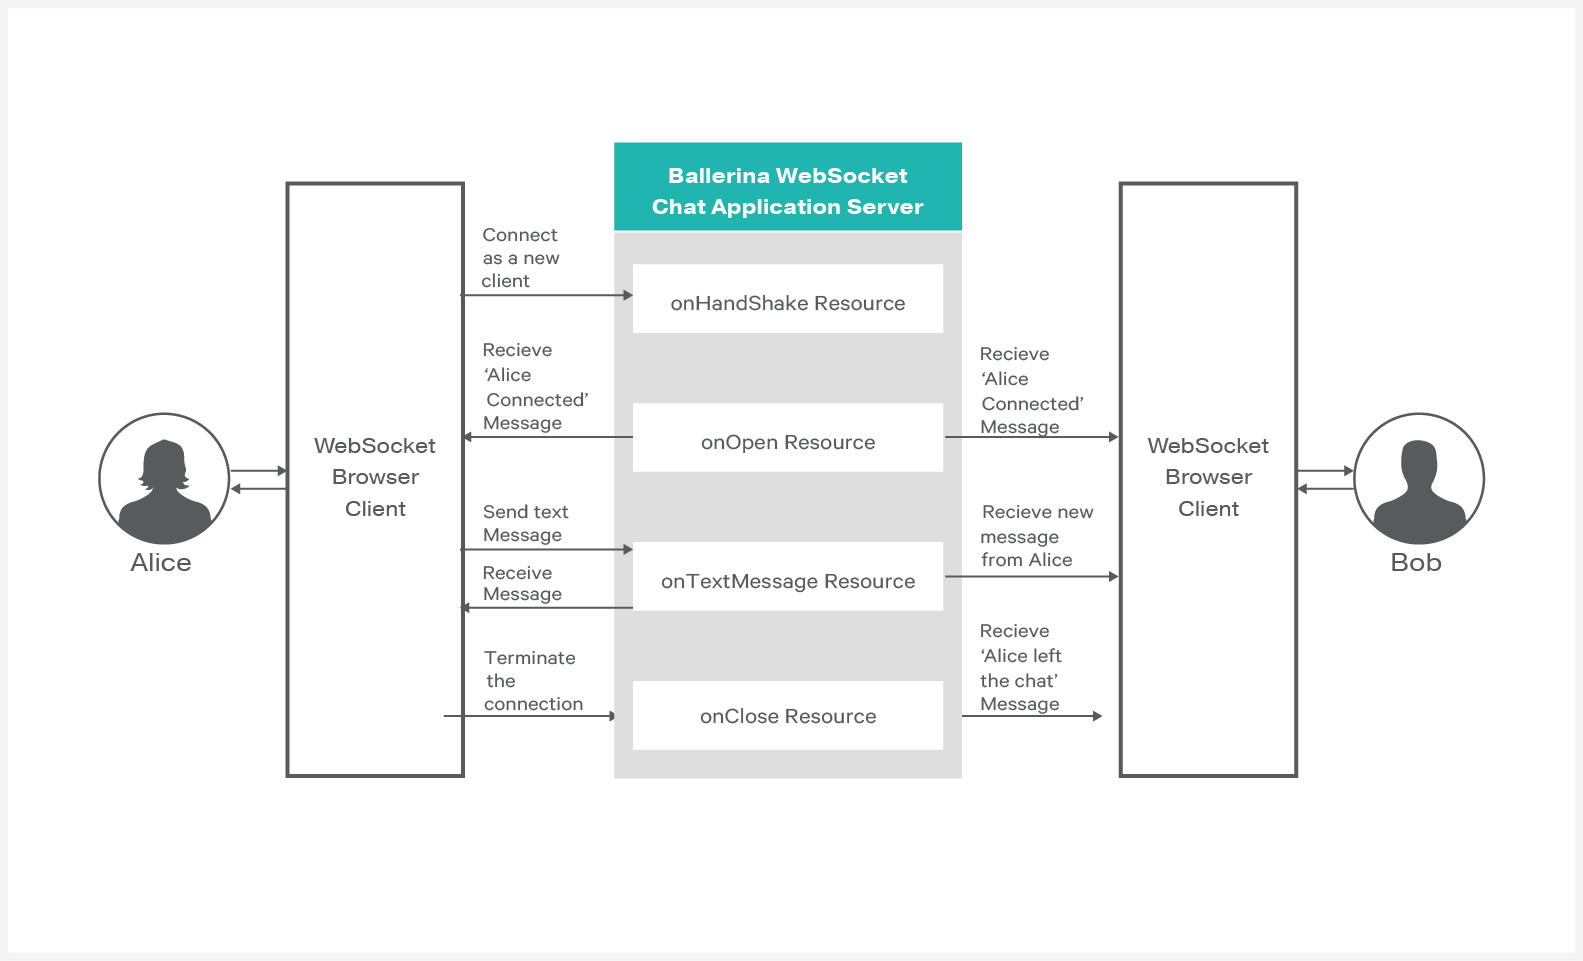 Ballerina WebSocket
Chat Application Server
Connect
as a new
client
onHandShake Resource
Recieve
‘Alice
Connected’
Message
onOpen Resource
Recieve
‘Alice
Connected’
Message
WebSocket
Browser
Client
WebSocket
Browser
Client
Alice
Bob
Send text
Message
Receive
Message
onTextMessage Resource
Recieve new
message
from Alice
Terminate
the
connection
onClose Resource
Recieve
‘Alice left
the chat’
Message